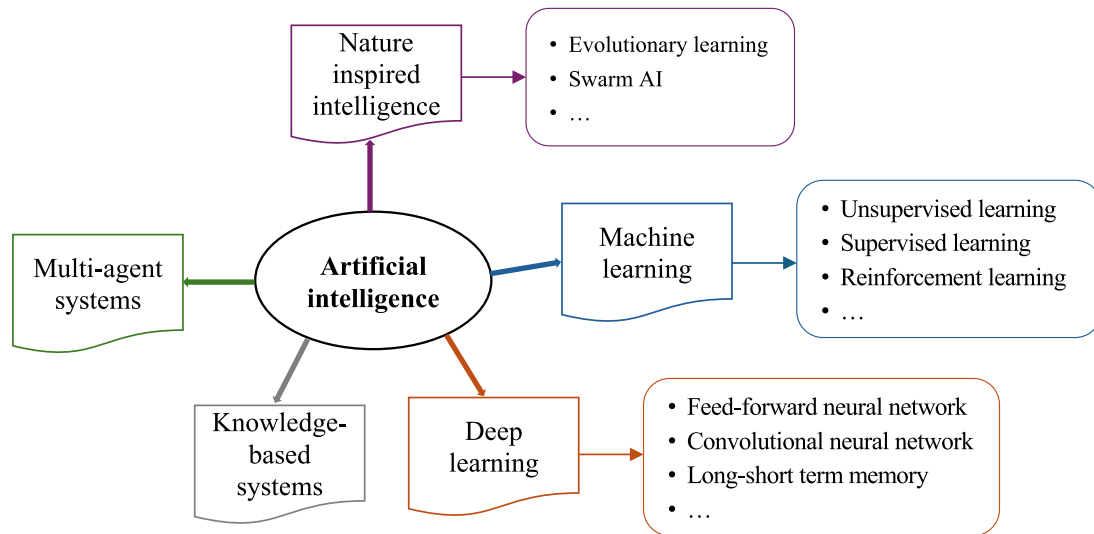 Nature
inspired
intelligence
• Evolutionary learning
• Swarm AI
• …
Multi-agent
systems
Artificial
intelligence
Machine
learning
• Unsupervised learning
• Supervised learning
• Reinforcement learning
• …
Knowledge-
based
systems
Deep
learning
• Feed-forward neural network
• Convolutional neural network
• Long-short term memory
• …